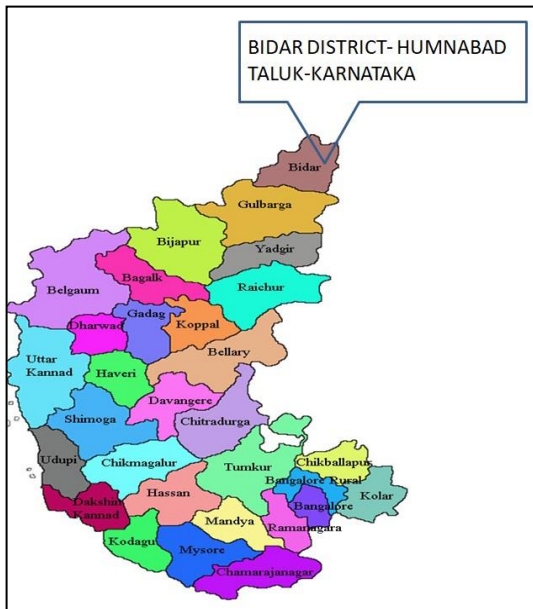 BIDAR DISTRICT- HUMNABAD
TALUK-KARNATAKA
Bidar
Gulbarga
Bijapur
Yadgir
Bagalk
Raichur
Belgaum
Gadag
Koppal
Dharwad
Bellary
Uttar
Kannad
Haveri
Davangere
Shimoga
Chitradurga
Udupi
Chikmagalur
Tumkur
Chikballapur
Bangalore Rural
Kolar
Hassan
Dakshin
Kannad
Bangalore
Mandya
Ramanagara
Kodagu
Mysore
Chamarajanagar